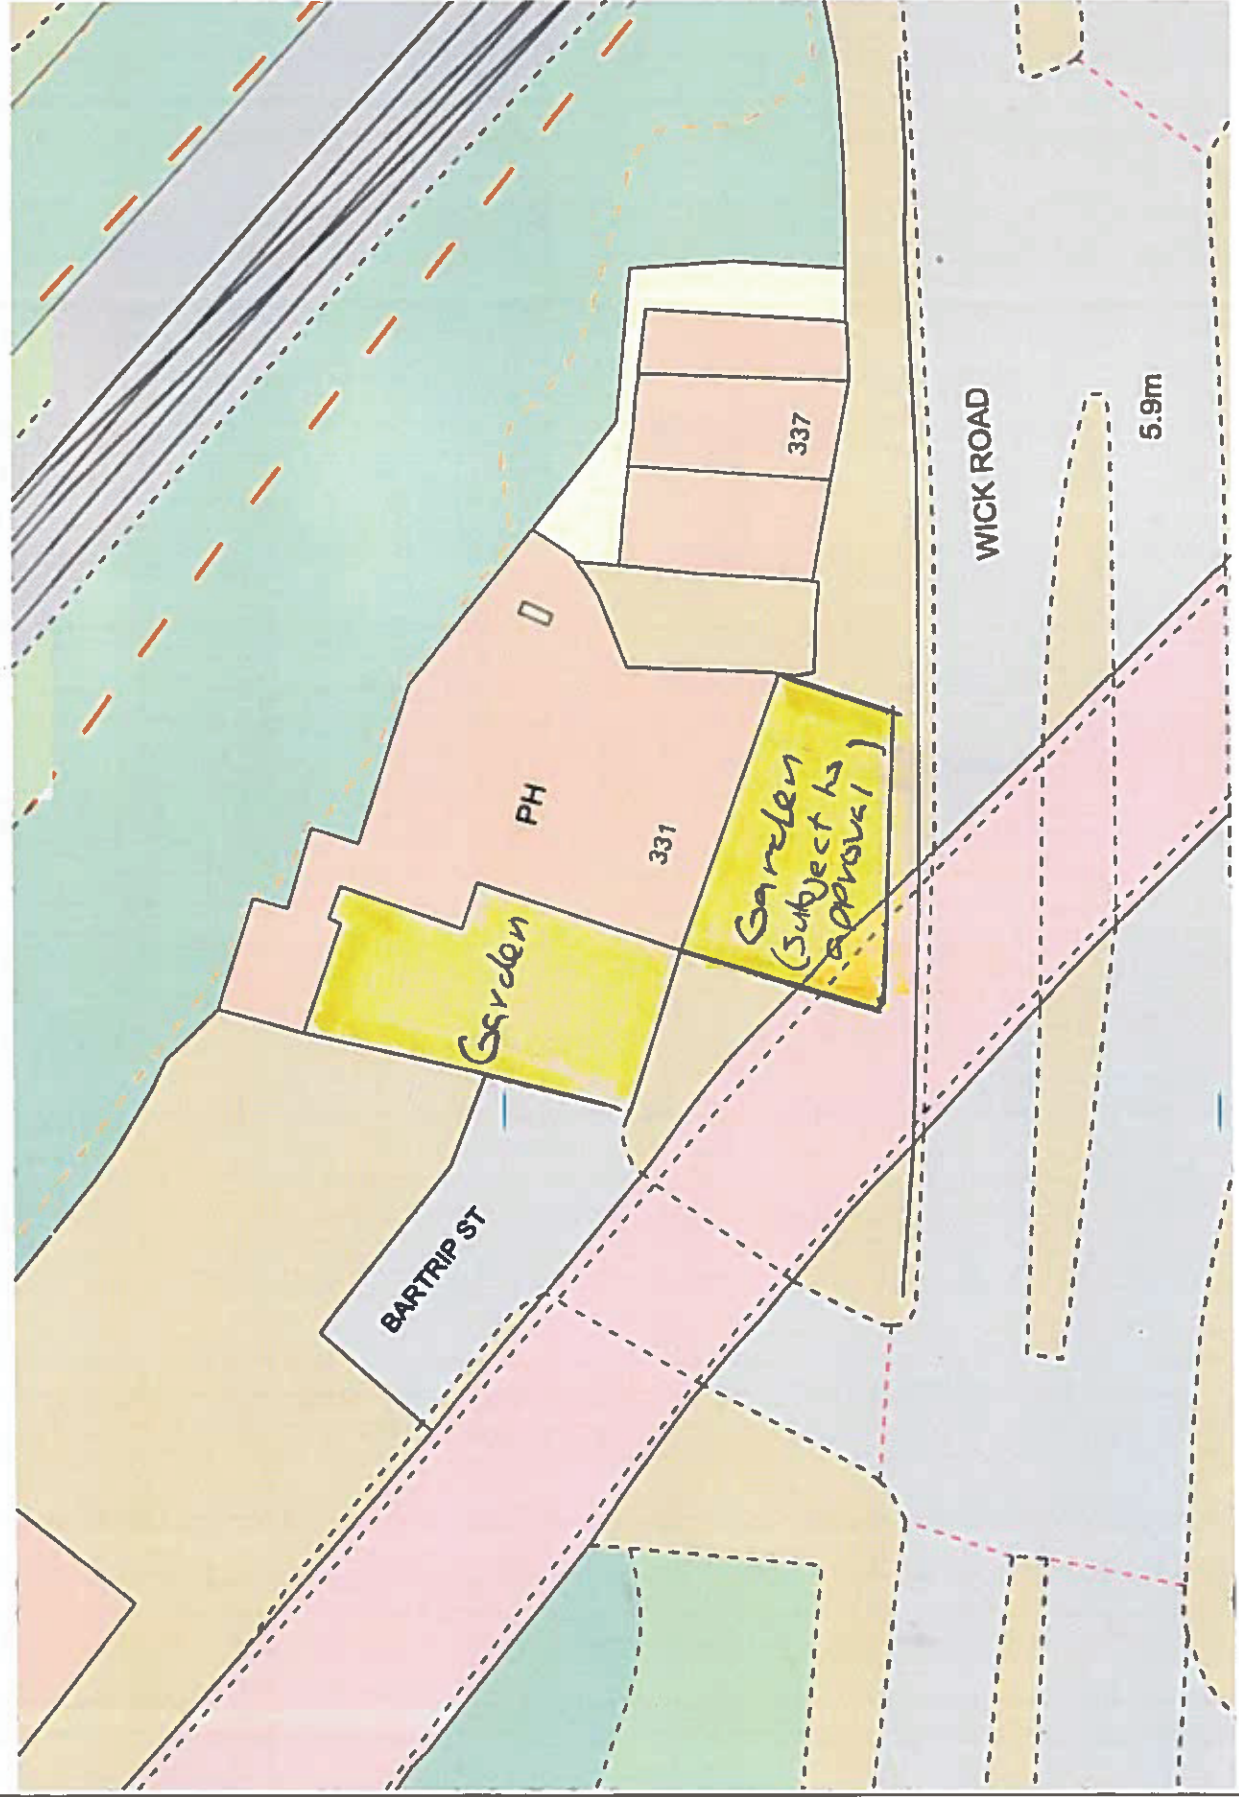 WICK ROAD
5.9m
337
PH
331
Garden
(subject to
approval)
Garden
BARTRIP ST